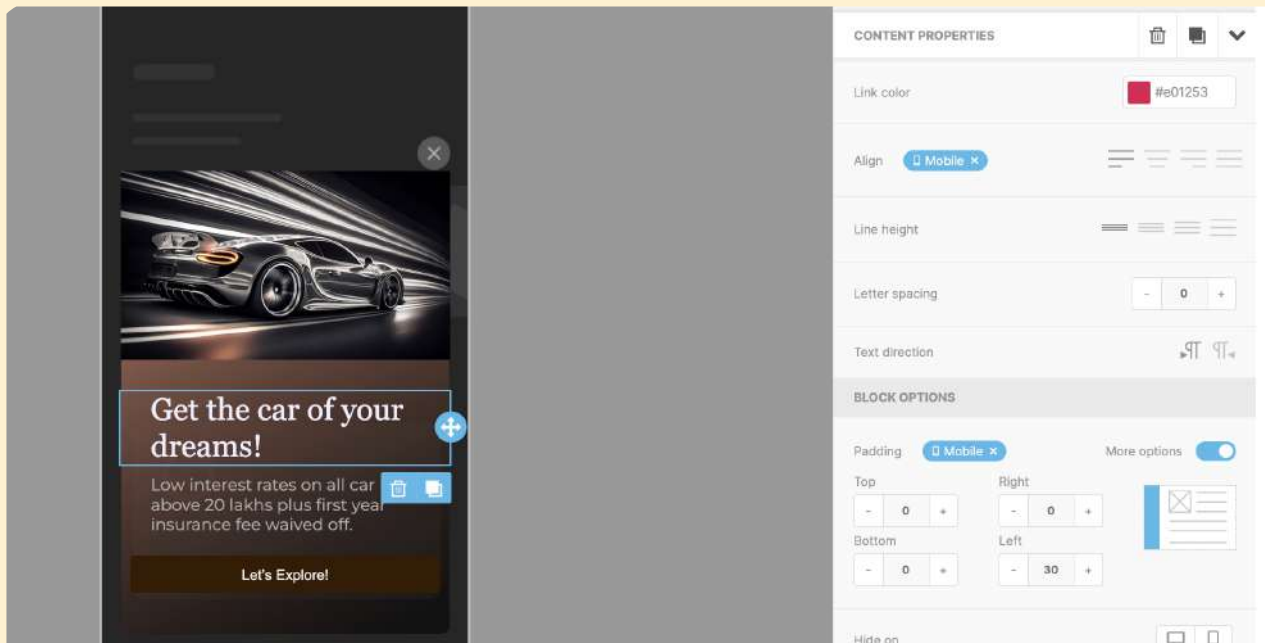 CONTENT PROPERTIES
Link color
#e01253
Align
Mobile ×
Line height
Letter spacing
- 0 +
Text direction
BLOCK OPTIONS
Padding
Mobile ×
More options
Top
Right
- 0 +
- 0 +
Bottom
Left
- 0 +
- 30 +
Hide on
Get the car of your
dreams!
Low interest rates on all car
above 20 lakhs plus first year
insurance fee waived off.
Let's Explore!